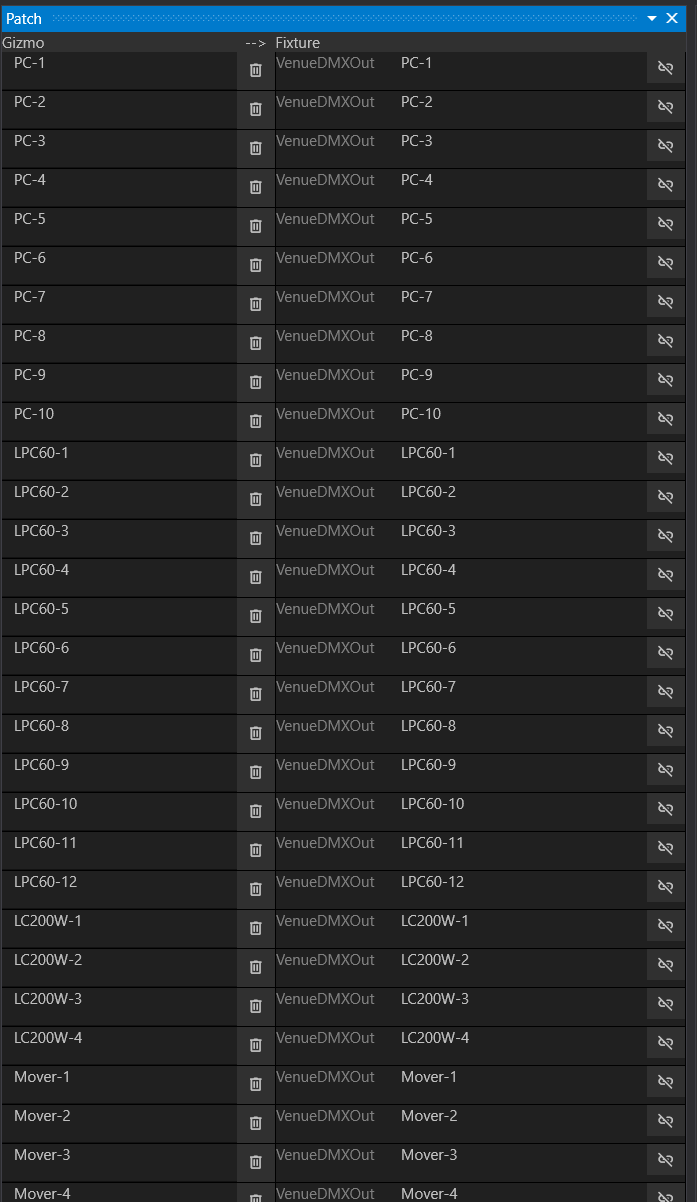 Patch
Gizmo --> Fixture
PC-1 VenueDMXOut PC-1
PC-2 VenueDMXOut PC-2
PC-3 VenueDMXOut PC-3
PC-4 VenueDMXOut PC-4
PC-5 VenueDMXOut PC-5
PC-6 VenueDMXOut PC-6
PC-7 VenueDMXOut PC-7
PC-8 VenueDMXOut PC-8
PC-9 VenueDMXOut PC-9
PC-10 VenueDMXOut PC-10
LPC60-1 VenueDMXOut LPC60-1
LPC60-2 VenueDMXOut LPC60-2
LPC60-3 VenueDMXOut LPC60-3
LPC60-4 VenueDMXOut LPC60-4
LPC60-5 VenueDMXOut LPC60-5
LPC60-6 VenueDMXOut LPC60-6
LPC60-7 VenueDMXOut LPC60-7
LPC60-8 VenueDMXOut LPC60-8
LPC60-9 VenueDMXOut LPC60-9
LPC60-10 VenueDMXOut LPC60-10
LPC60-11 VenueDMXOut LPC60-11
LPC60-12 VenueDMXOut LPC60-12
LC200W-1 VenueDMXOut LC200W-1
LC200W-2 VenueDMXOut LC200W-2
LC200W-3 VenueDMXOut LC200W-3
LC200W-4 VenueDMXOut LC200W-4
Mover-1 VenueDMXOut Mover-1
Mover-2 VenueDMXOut Mover-2
Mover-3 VenueDMXOut Mover-3
Mover-4 VenueDMXOut Mover-4